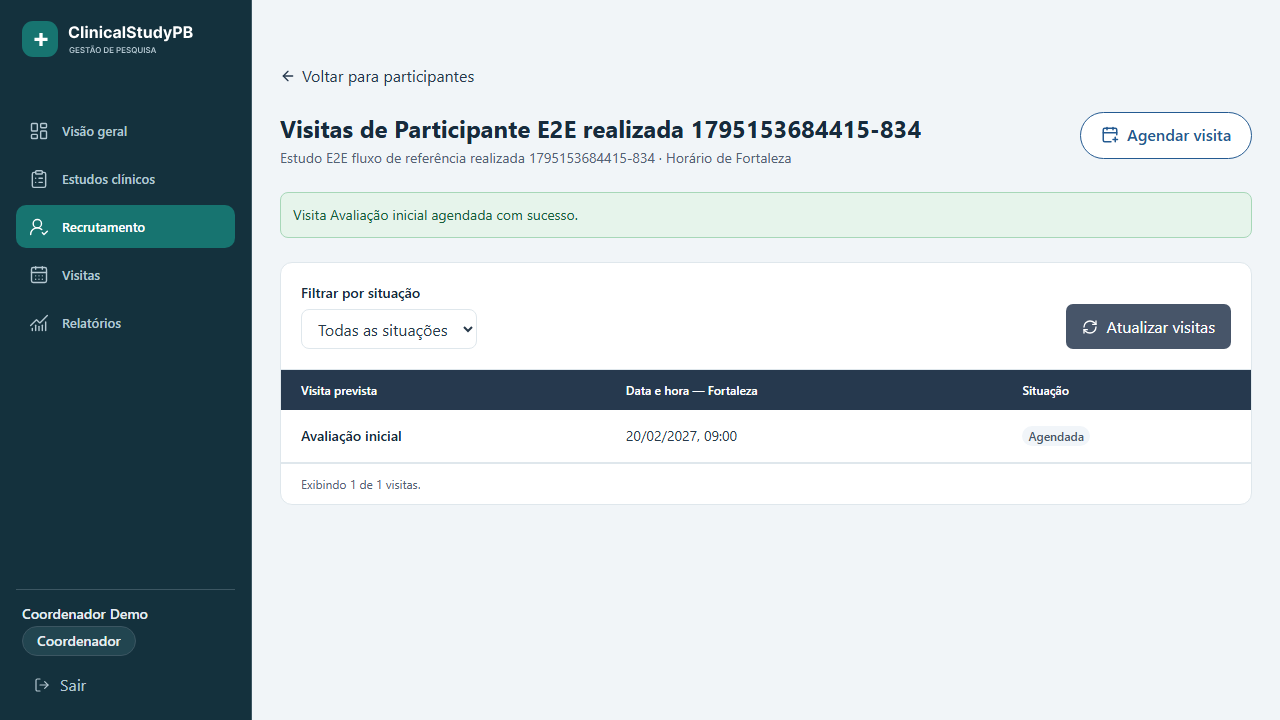 ClinicalStudyPB
GESTÃO DE PESQUISA
Visão geral
Estudos clínicos
Recrutamento
Visitas
Relatórios
Coordenador Demo
Coordenador
Sair
Voltar para participantes
Visitas de Participante E2E realizada 1795153684415-834
Estudo E2E fluxo de referência realizada 1795153684415-834 · Horário de Fortaleza
Agendar visita
Visita Avaliação inicial agendada com sucesso.
Filtrar por situação
Todas as situações
Atualizar visitas
Visita prevista Data e hora — Fortaleza Situação
Avaliação inicial 20/02/2027, 09:00 Agendada
Exibindo 1 de 1 visitas.